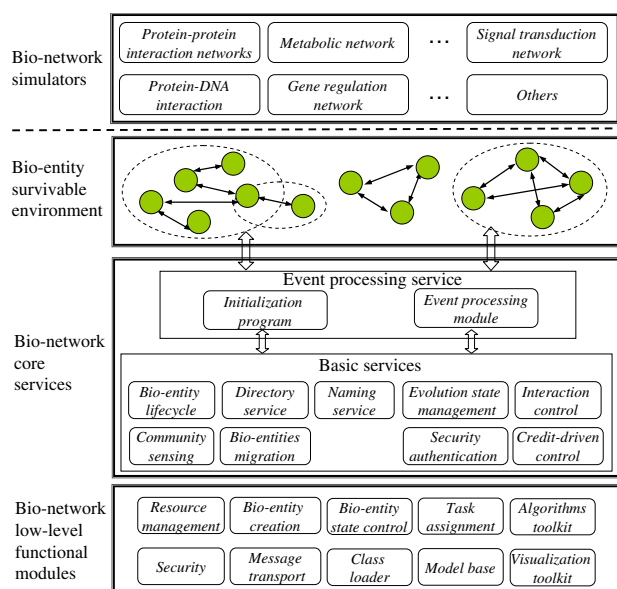 Bio-network
simulators
Protein-protein
interaction networks
Metabolic network
...
Signal transduction
network
Protein-DNA
interaction
Gene regulation
network
...
Others
Bio-entity
survivable
environment
Bio-network
core
services
Event processing service
Initialization
program
Event processing
module
Basic services
Bio-entity
lifecycle
Directory
service
Naming
service
Evolution state
management
Interaction
control
Community
sensing
Bio-entities
migration
Security
authentication
Credit-driven
control
Bio-network
low-level
functional
modules
Resource
management
Bio-entity
creation
Bio-entity
state control
Task
assignment
Algorithms
toolkit
Security
Message
transport
Class
loader
Model base
Visualization
toolkit